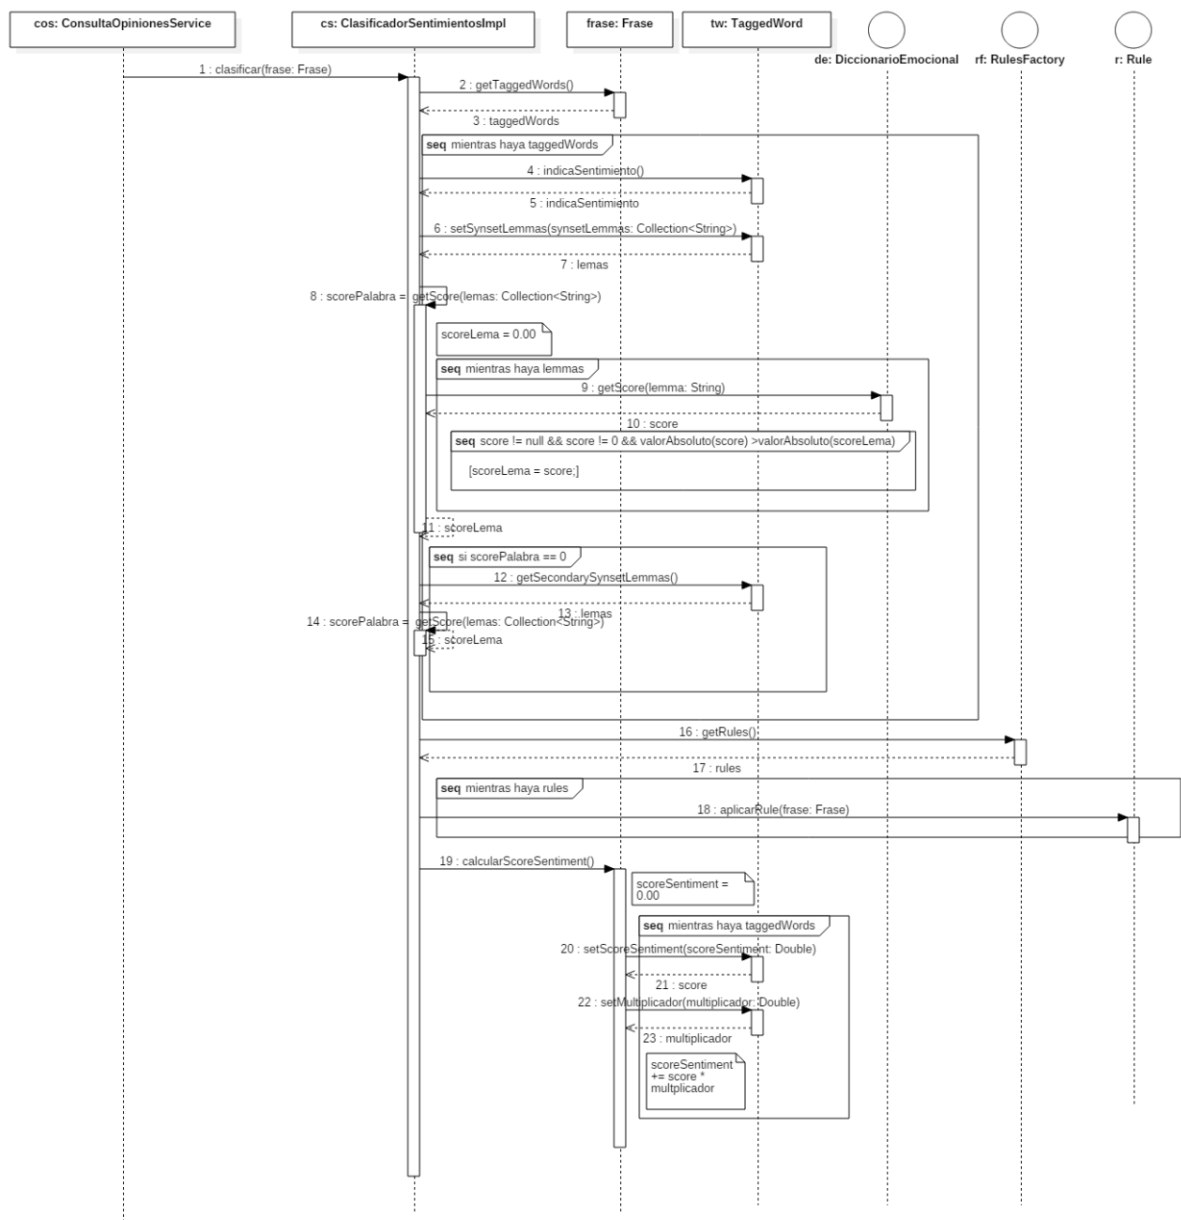 cos: ConsultaOpinionesService
cs: ClasificadorSentimientosImpl
frase: Frase
tw: TaggedWord
de: DiccionarioEmocional
rf: RulesFactory
r: Rule
1 : clasificar(frase: Frase)
2 : getTaggedWords()
3 : taggedWords
seq mientras haya taggedWords
4 : indicaSentimiento()
5 : indicaSentimiento
6 : setSynsetLemmas(synsetLemmas: Collection<String>)
7 : lemas
8 : scorePalabra = getScore(lemas: Collection<String>)
scoreLema = 0.00
seq mientras haya lemmas
9 : getScore(lemma: String)
10 : score
seq score != null && score != 0 && valorAbsoluto(score) >valorAbsoluto(scoreLema)
[scoreLema = score;]
11 : scoreLema
seq si scorePalabra == 0
12 : getSecondarySynsetLemmas()
13 : lemas
14 : scorePalabra = getScore(lemas: Collection<String>)
15 : scoreLema
16 : getRules()
17 : rules
seq mientras haya rules
18 : aplicarRule(frase: Frase)
19 : calcularScoreSentiment()
scoreSentiment =
0.00
seq mientras haya taggedWords
20 : setScoreSentiment(scoreSentiment: Double)
21 : score
22 : setMultiplicador(multiplicador: Double)
23 : multiplicador
scoreSentiment
+= score *
multplicador